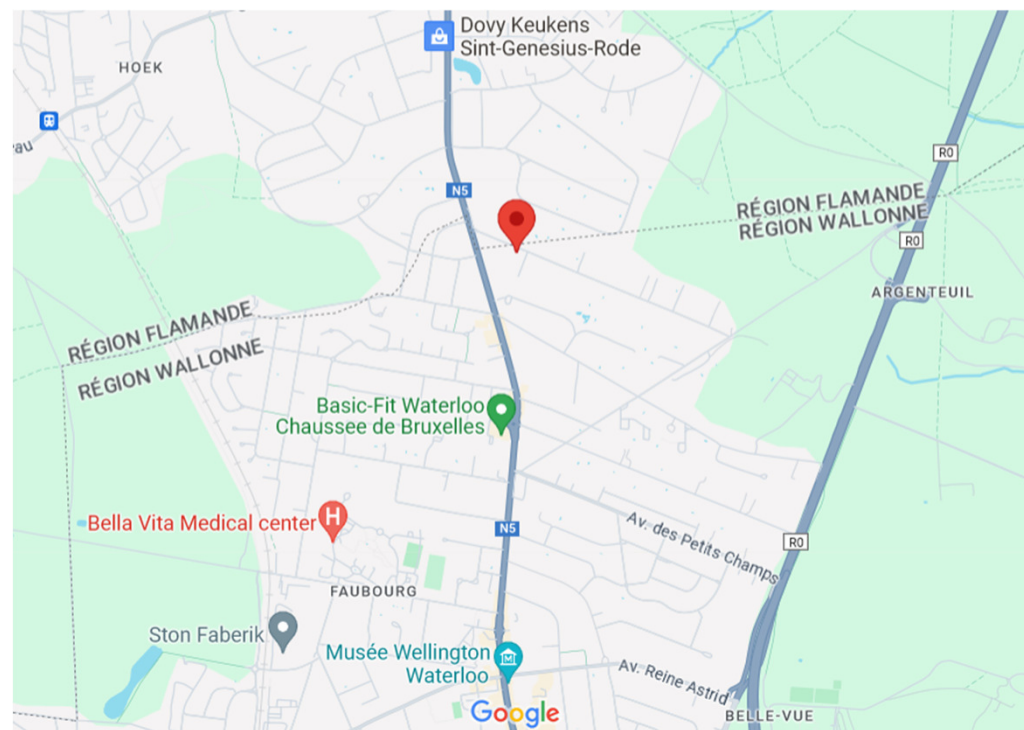 Dovy Keukens
Sint-Genesius-Rode
HOEK
au
N5
R0
RÉGION FLAMANDE
RÉGION WALLONNE
R0
ARGENTEUIL
RÉGION FLAMANDE
RÉGION WALLONNE
Basic-Fit Waterloo
Chaussee de Bruxelles
Bella Vita Medical center
H
N5
Av. des Petits Champs
R0
FAUBOURG
Ston Faberik
Musée Wellington
Waterloo
Av. Reine Astrid
Google
BELLE-VUE